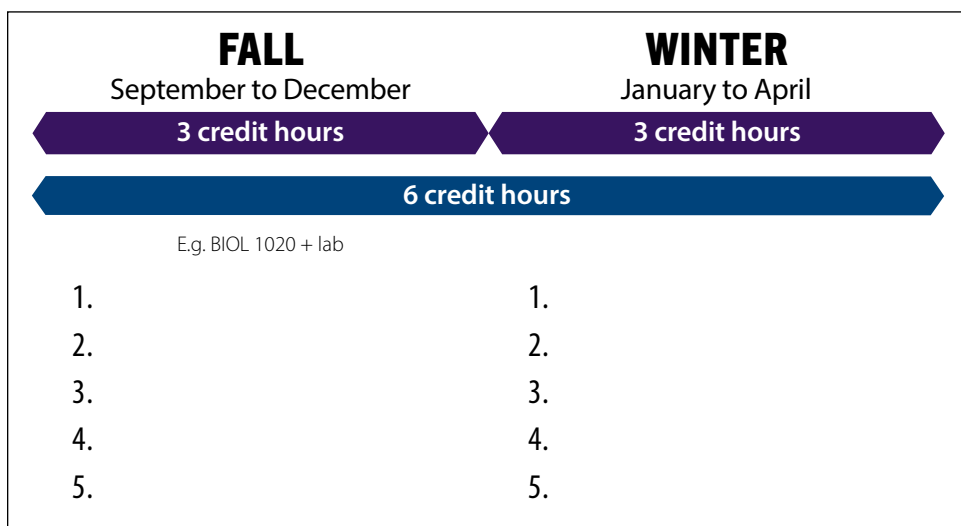 FALL
September to December
WINTER
January to April
3 credit hours
3 credit hours
6 credit hours
E.g. BIOL 1020 + lab
1.
2.
3.
4.
5.
1.
2.
3.
4.
5.